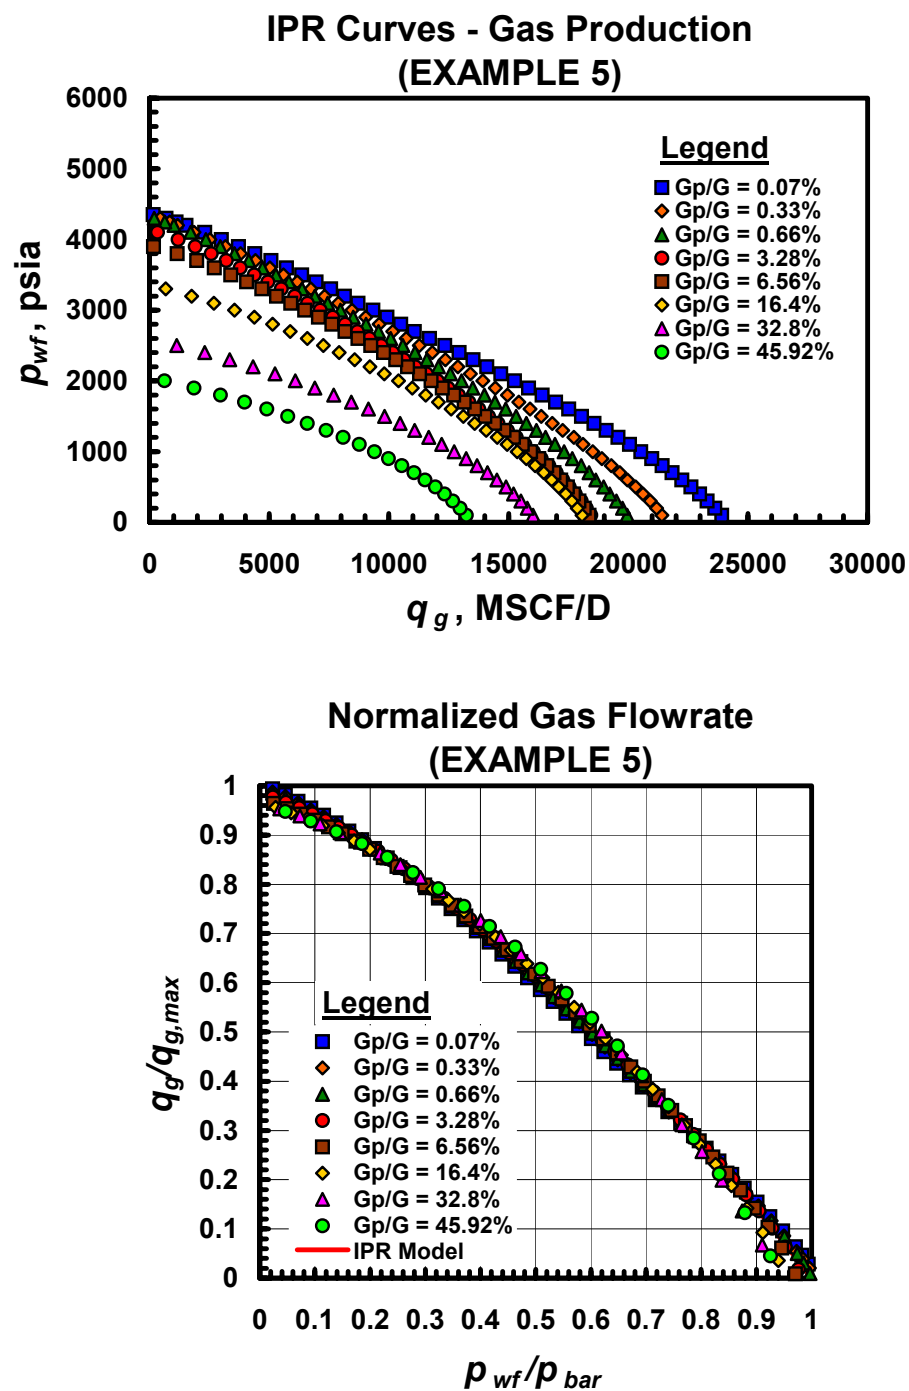 IPR Curves - Gas Production
(EXAMPLE 5)
6000
5000
4000
3000
2000
1000
0
p wf, psia
Legend
Gp/G = 0.07%
Gp/G = 0.33%
Gp/G = 0.66%
Gp/G = 3.28%
Gp/G = 6.56%
Gp/G = 16.4%
Gp/G = 32.8%
Gp/G = 45.92%
0 5000 10000 15000 20000 25000 30000
q g , MSCF/D
Normalized Gas Flowrate
(EXAMPLE 5)
1
0.9
0.8
0.7
0.6
0.5
0.4
0.3
0.2
0.1
0
qg/qg,max
Legend
Gp/G = 0.07%
Gp/G = 0.33%
Gp/G = 0.66%
Gp/G = 3.28%
Gp/G = 6.56%
Gp/G = 16.4%
Gp/G = 32.8%
Gp/G = 45.92%
IPR Model
0 0.1 0.2 0.3 0.4 0.5 0.6 0.7 0.8 0.9 1
p wf/p bar